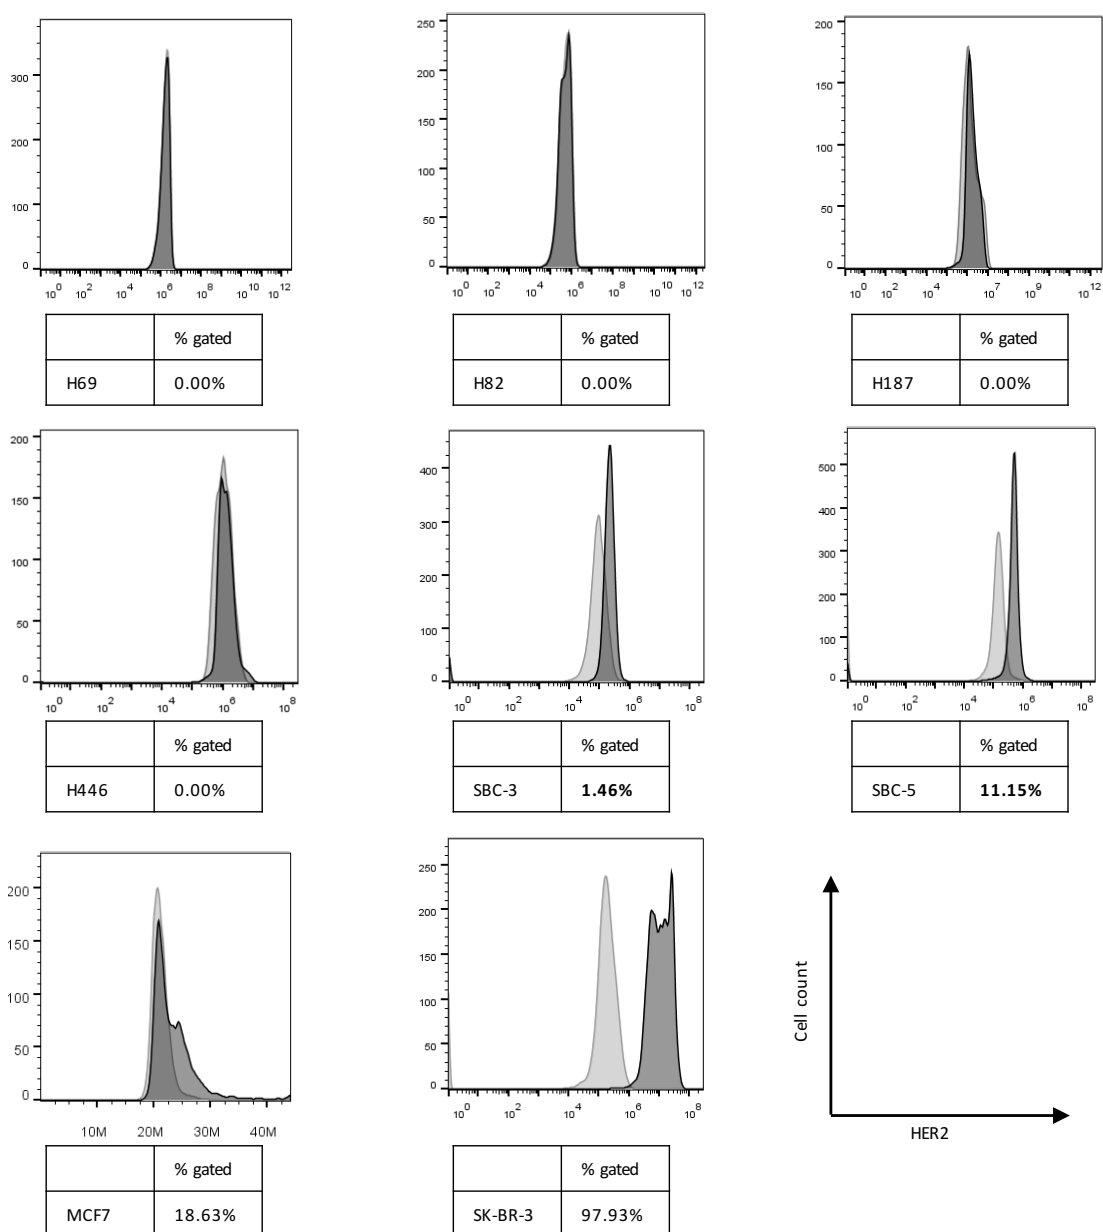 300
200
100
0
10^0 10^2 10^4 10^6 10^8 10^10 10^12
% gated
H69 0.00%
250
200
150
100
50
0
10^0 10^2 10^4 10^6 10^8 10^10 10^12
% gated
H82 0.00%
200
150
100
50
0
10^0 10^4 10^7 10^9 10^12
% gated
H187 0.00%
200
150
100
50
0
10^0 10^2 10^4 10^6 10^8
% gated
H446 0.00%
400
300
200
100
0
10^0 10^2 10^4 10^6 10^8
% gated
SBC-3 1.46%
500
400
300
200
100
0
10^0 10^2 10^4 10^6 10^8
% gated
SBC-5 11.15%
200
150
100
50
0
10M 20M 30M 40M
% gated
MCF7 18.63%
250
200
150
100
50
0
10^0 10^2 10^4 10^6 10^8
% gated
SK-BR-3 97.93%
Cell count
HER2